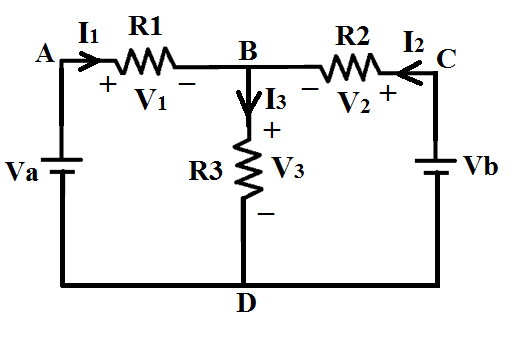 R1
R2
A
I1
B
I2
C
+
V1
−
I3
−
V2
+
+
Va
R3
V3
Vb
−
D